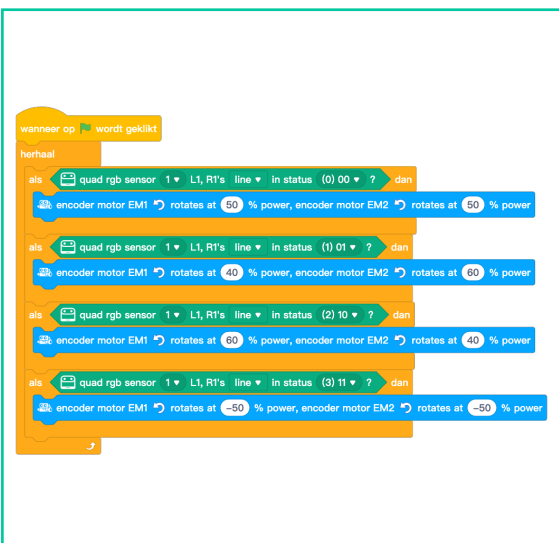 wanneer op wordt geklikt
herhaal
als quad rgb sensor 1 L1, R1's line in status (0) 00 ? dan
encoder motor EM1 rotates at 50 % power, encoder motor EM2 rotates at 50 % power
als quad rgb sensor 1 L1, R1's line in status (1) 01 ? dan
encoder motor EM1 rotates at 40 % power, encoder motor EM2 rotates at 60 % power
als quad rgb sensor 1 L1, R1's line in status (2) 10 ? dan
encoder motor EM1 rotates at 60 % power, encoder motor EM2 rotates at 40 % power
als quad rgb sensor 1 L1, R1's line in status (3) 11 ? dan
encoder motor EM1 rotates at -50 % power, encoder motor EM2 rotates at -50 % power